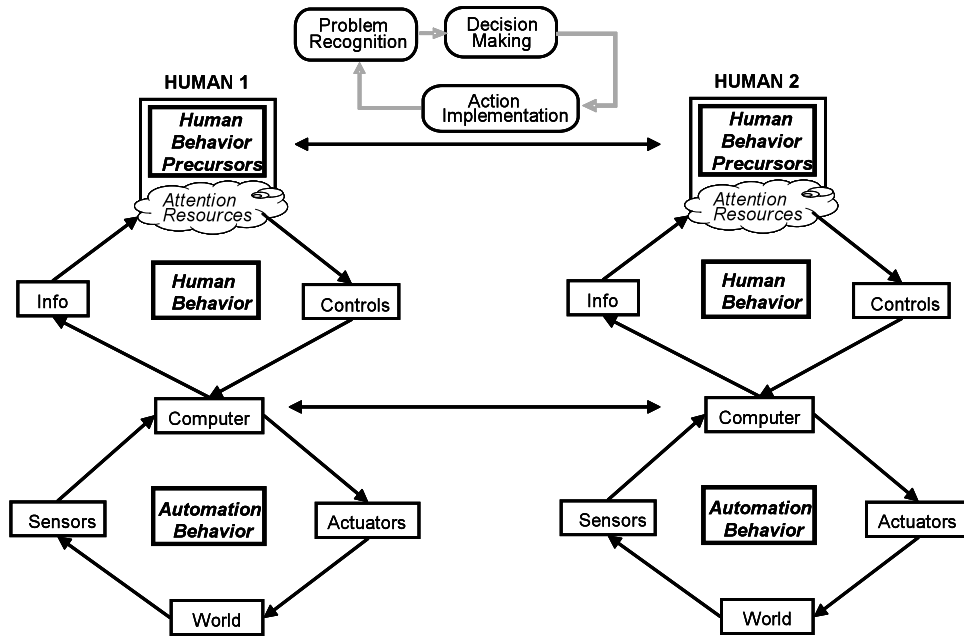 Problem
Recognition
Decision
Making
Action
Implementation
HUMAN 1
Human
Behavior
Precursors
Attention
Resources
Info
Human
Behavior
Controls
Computer
Sensors
Automation
Behavior
Actuators
World
HUMAN 2
Human
Behavior
Precursors
Attention
Resources
Info
Human
Behavior
Controls
Computer
Sensors
Automation
Behavior
Actuators
World